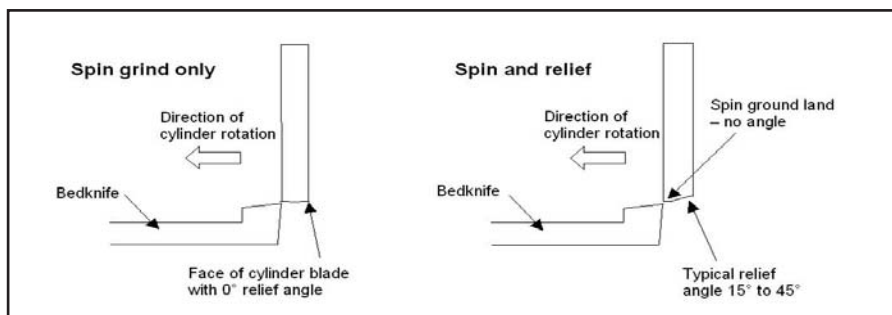 Spin grind only
Direction of
cylinder rotation
Bedknife
Face of cylinder blade
with 0° relief angle
Spin and relief
Direction of
cylinder rotation
Spin ground land
– no angle
Bedknife
Typical relief
angle 15° to 45°